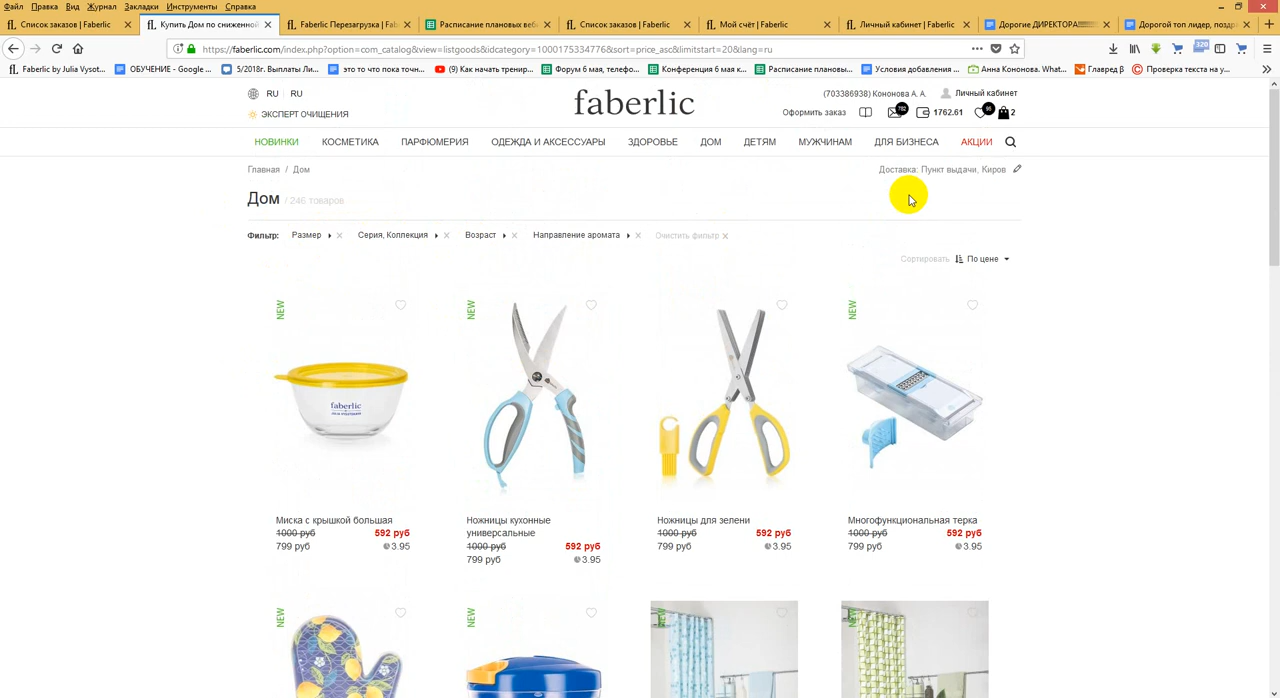 Файл Правка Вид Журнал Закладки Инструменты Справка
Список заказов | Faberlic
Купить Дом по сниженной
Faberlic Перезагрузка | Fab
Расписание плановых веб
Список заказов | Faberlic
Мой счёт | Faberlic
Личный кабинет | Faberlic
Дорогие ДИРЕКТОРА!!!!!!!!!!
Дорогой топ лидер, поздр
https://faberlic.com/index.php?option=com_catalog&view=listgoods&idcategory=1000175334776&sort=price_asc&limitstart=20&lang=ru
320
Faberlic by Julia Vysot...
ОБУЧЕНИЕ - Google ...
5/2018г. Выплаты Ли...
это то что пока точн...
(9) Как начать тренир...
Форум 6 мая, телефо...
Конференция 6 мая к...
Расписание плановы...
Условия добавления ...
Анна Кононова. What...
Главред β
Проверка текста на у...
RU RU
faberlic
(703386938) Кононова А. А. Личный кабинет
ЭКСПЕРТ ОЧИЩЕНИЯ
Оформить заказ 782 1762.61 96 2
НОВИНКИ КОСМЕТИКА ПАРФЮМЕРИЯ ОДЕЖДА И АКСЕССУАРЫ ЗДОРОВЬЕ ДОМ ДЕТЯМ МУЖЧИНАМ ДЛЯ БИЗНЕСА АКЦИИ
Главная / Дом
Доставка: Пункт выдачи, Киров
Дом / 246 товаров
Фильтр: Размер Серия, Коллекция Возраст Направление аромата Очистить фильтр
Сортировать По цене
NEW
NEW
NEW
faberlic
Миска с крышкой большая
1000 руб 592 руб
799 руб 3.95
Ножницы кухонные
универсальные
1000 руб 592 руб
799 руб 3.95
Ножницы для зелени
1000 руб 592 руб
799 руб 3.95
Многофункциональная терка
1000 руб 592 руб
799 руб 3.95
NEW
NEW
NEW